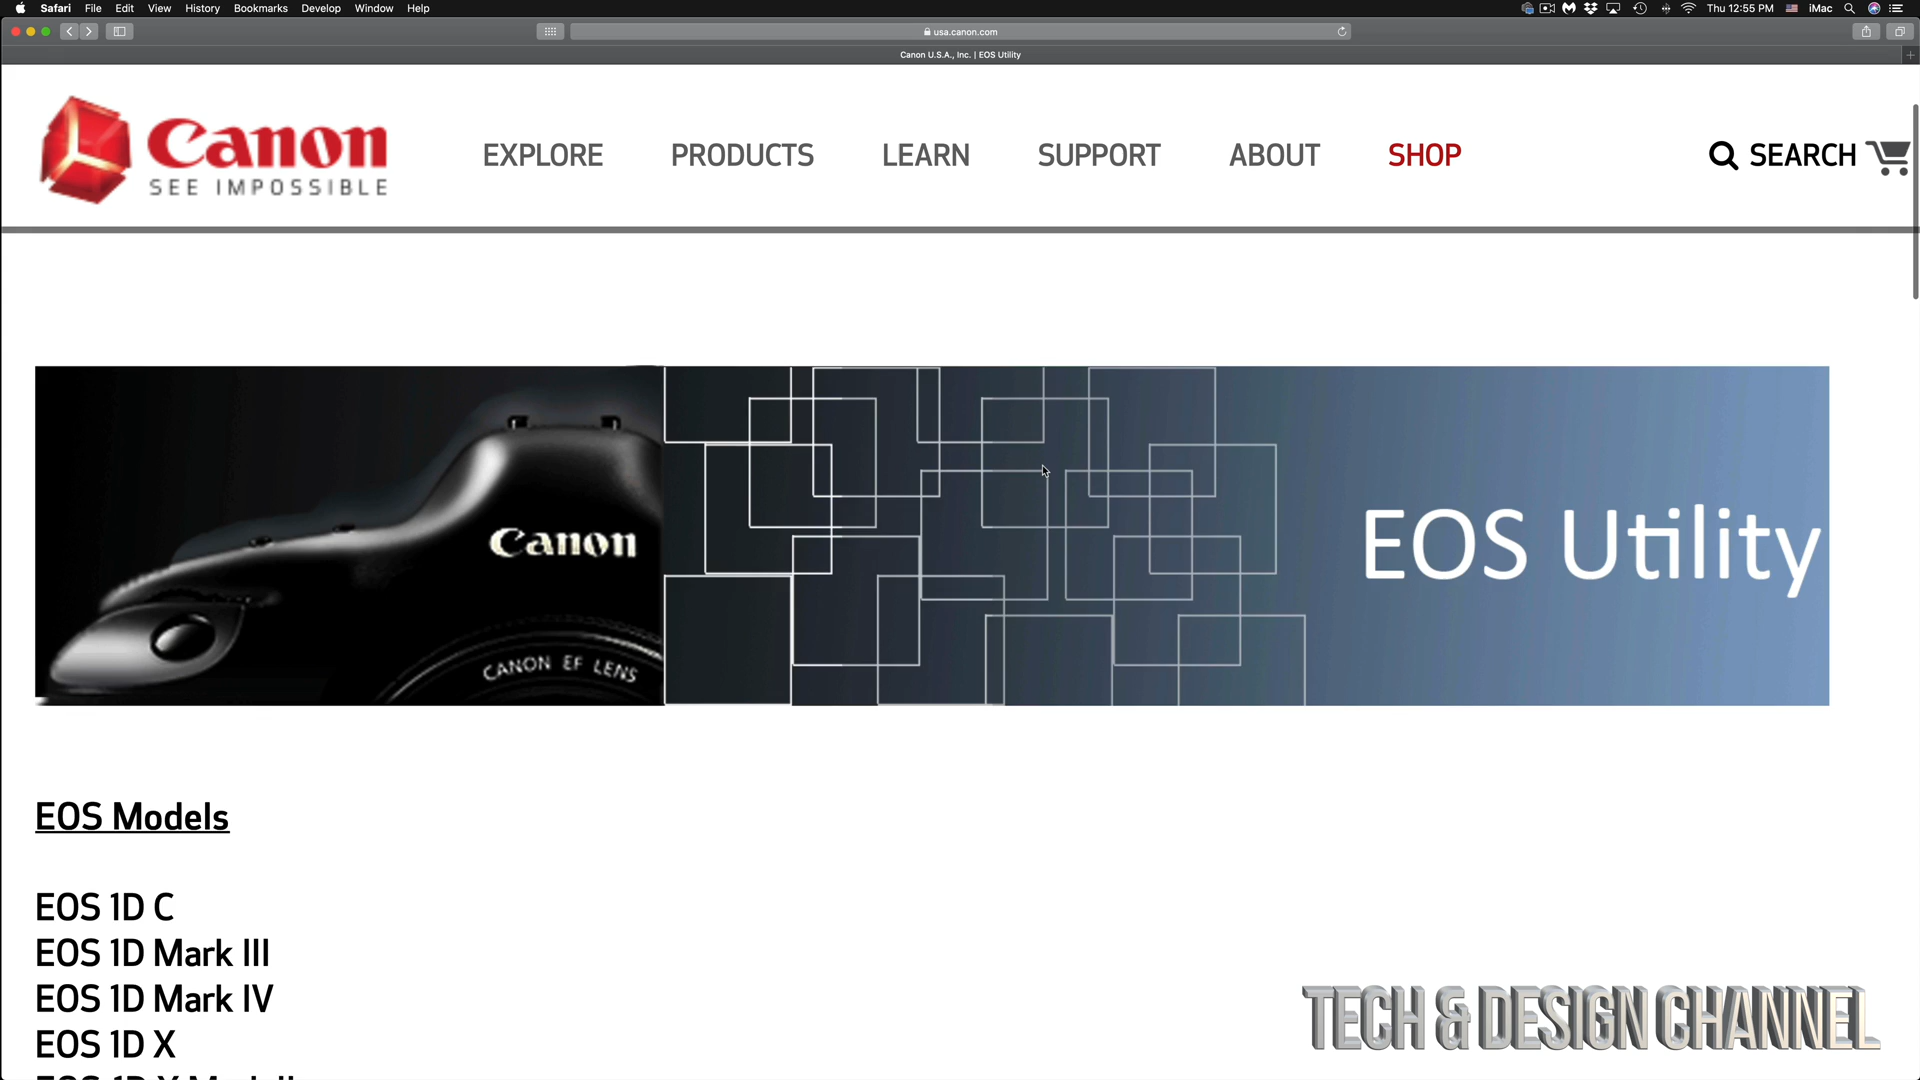 Safari File Edit View History Bookmarks Develop Window Help
Thu 12:55 PM iMac
usa.canon.com
Canon U.S.A., Inc. | EOS Utility
Canon
SEE IMPOSSIBLE
EXPLORE PRODUCTS LEARN SUPPORT ABOUT SHOP SEARCH
Canon
CANON EF LENS
EOS Utility
EOS Models
EOS 1D C
EOS 1D Mark III
EOS 1D Mark IV
EOS 1D X
TECH & DESIGN CHANNEL